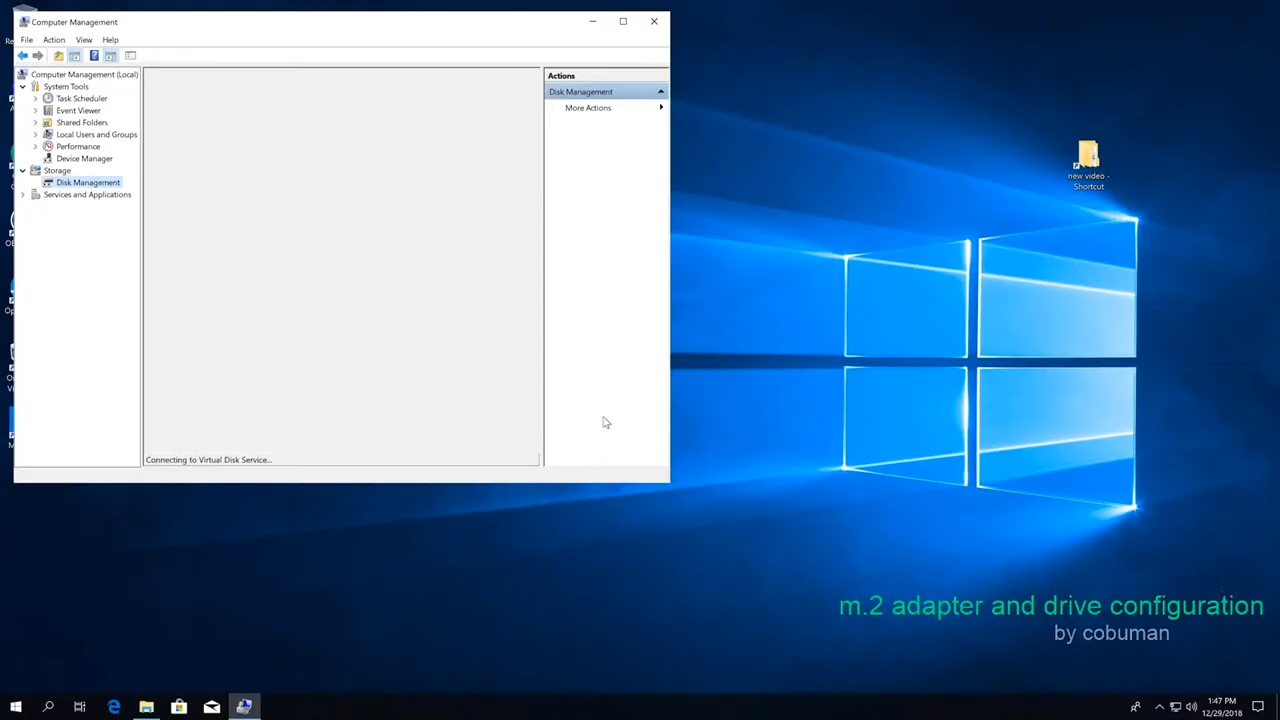 Computer Management
File Action View Help
Computer Management (Local)
System Tools
Task Scheduler
Event Viewer
Shared Folders
Local Users and Groups
Performance
Device Manager
Storage
Disk Management
Services and Applications
Connecting to Virtual Disk Service...
Actions
Disk Management
More Actions
new video -
Shortcut
m.2 adapter and drive configuration
by cobuman
1:47 PM
12/29/2018